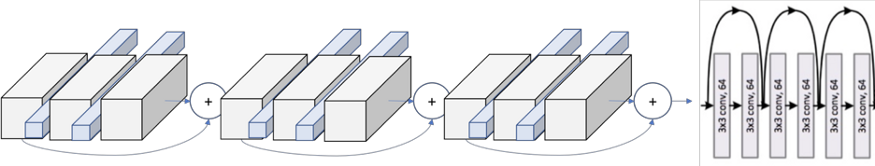 +
+
+
3x3 conv, 64
3x3 conv, 64
3x3 conv, 64
3x3 conv, 64
3x3 conv, 64
3x3 conv, 64